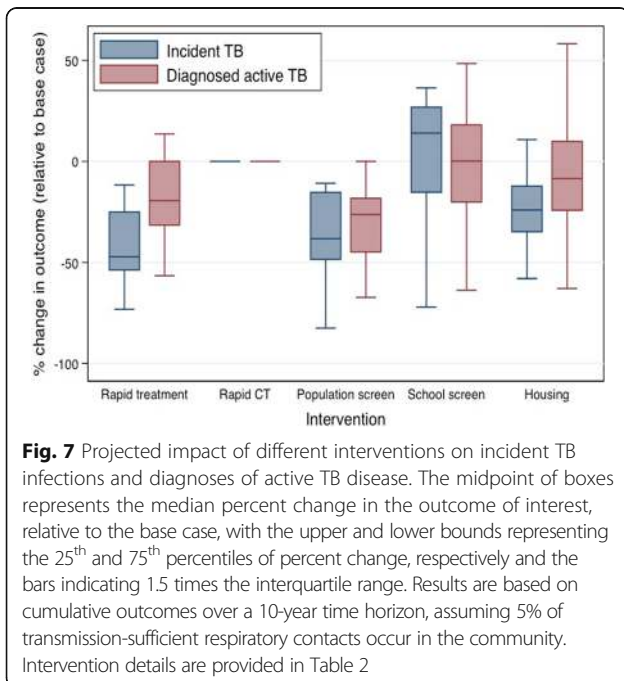 Incident TB
Diagnosed active TB
% change in outcome (relative to base case)
50
0
-50
-100
Rapid treatment Rapid CT Population screen School screen Housing
Intervention
Fig. 7 Projected impact of different interventions on incident TB
infections and diagnoses of active TB disease. The midpoint of boxes
represents the median percent change in the outcome of interest,
relative to the base case, with the upper and lower bounds representing
the 25th and 75th percentiles of percent change, respectively and the
bars indicating 1.5 times the interquartile range. Results are based on
cumulative outcomes over a 10-year time horizon, assuming 5% of
transmission-sufficient respiratory contacts occur in the community.
Intervention details are provided in Table 2